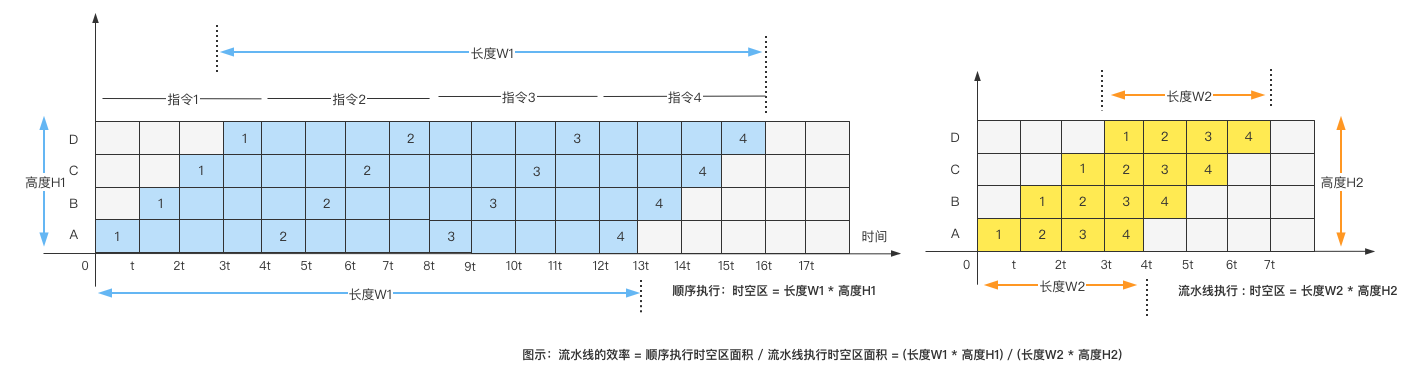 长度W1
指令1 指令2 指令3 指令4
长度W2
D 1 2 3 4
D 1 2 3 4
C 1 2 3 4
C 1 2 3 4
高度H1
高度H2
B 1 2 3 4
B 1 2 3 4
A 1 2 3 4
时间
A 1 2 3 4
0 t 2t 3t 4t 5t 6t 7t 8t 9t 10t 11t 12t 13t 14t 15t 16t 17t
0 t 2t 3t 4t 5t 6t 7t
长度W1
顺序执行：时空区 = 长度W1 * 高度H1
长度W2
流水线执行 : 时空区 = 长度W2 * 高度H2
图示：流水线的效率 = 顺序执行时空区面积 / 流水线执行时空区面积 = (长度W1 * 高度H1) / (长度W2 * 高度H2)